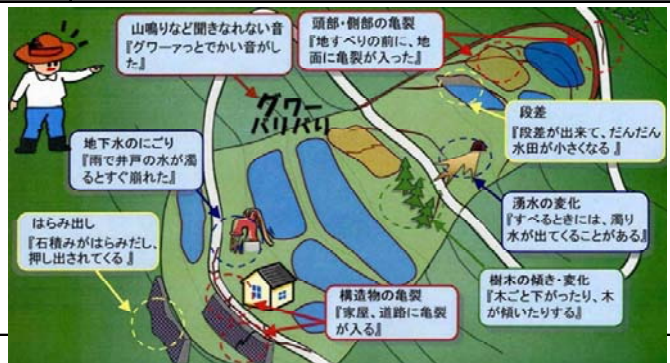 山鳴りなど聞きなれない音
『グワーァっとでかい音がし
た』
頭部・側部の亀裂
『地すべりの前に、地
面に亀裂が入った』
グワー
バリバリ
段差
『段差が出来て、だんだん
水田が小さくなる』
地下水のにごり
『雨で井戸の水が濁
るとすぐ崩れた』
湧水の変化
『すべるときには、濁り
水が出てくることがある』
はらみ出し
『石積みがはらみだし、
押し出されてくる』
構造物の亀裂
『家屋、道路に亀裂
が入る』
樹木の傾き・変化
『木ごと下がったり、木
が傾いたりする』